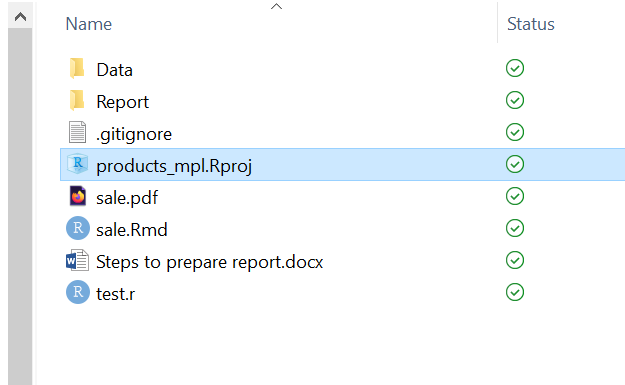 Name Status
Data
Report
.gitignore
products_mpl.Rproj
sale.pdf
sale.Rmd
Steps to prepare report.docx
test.r